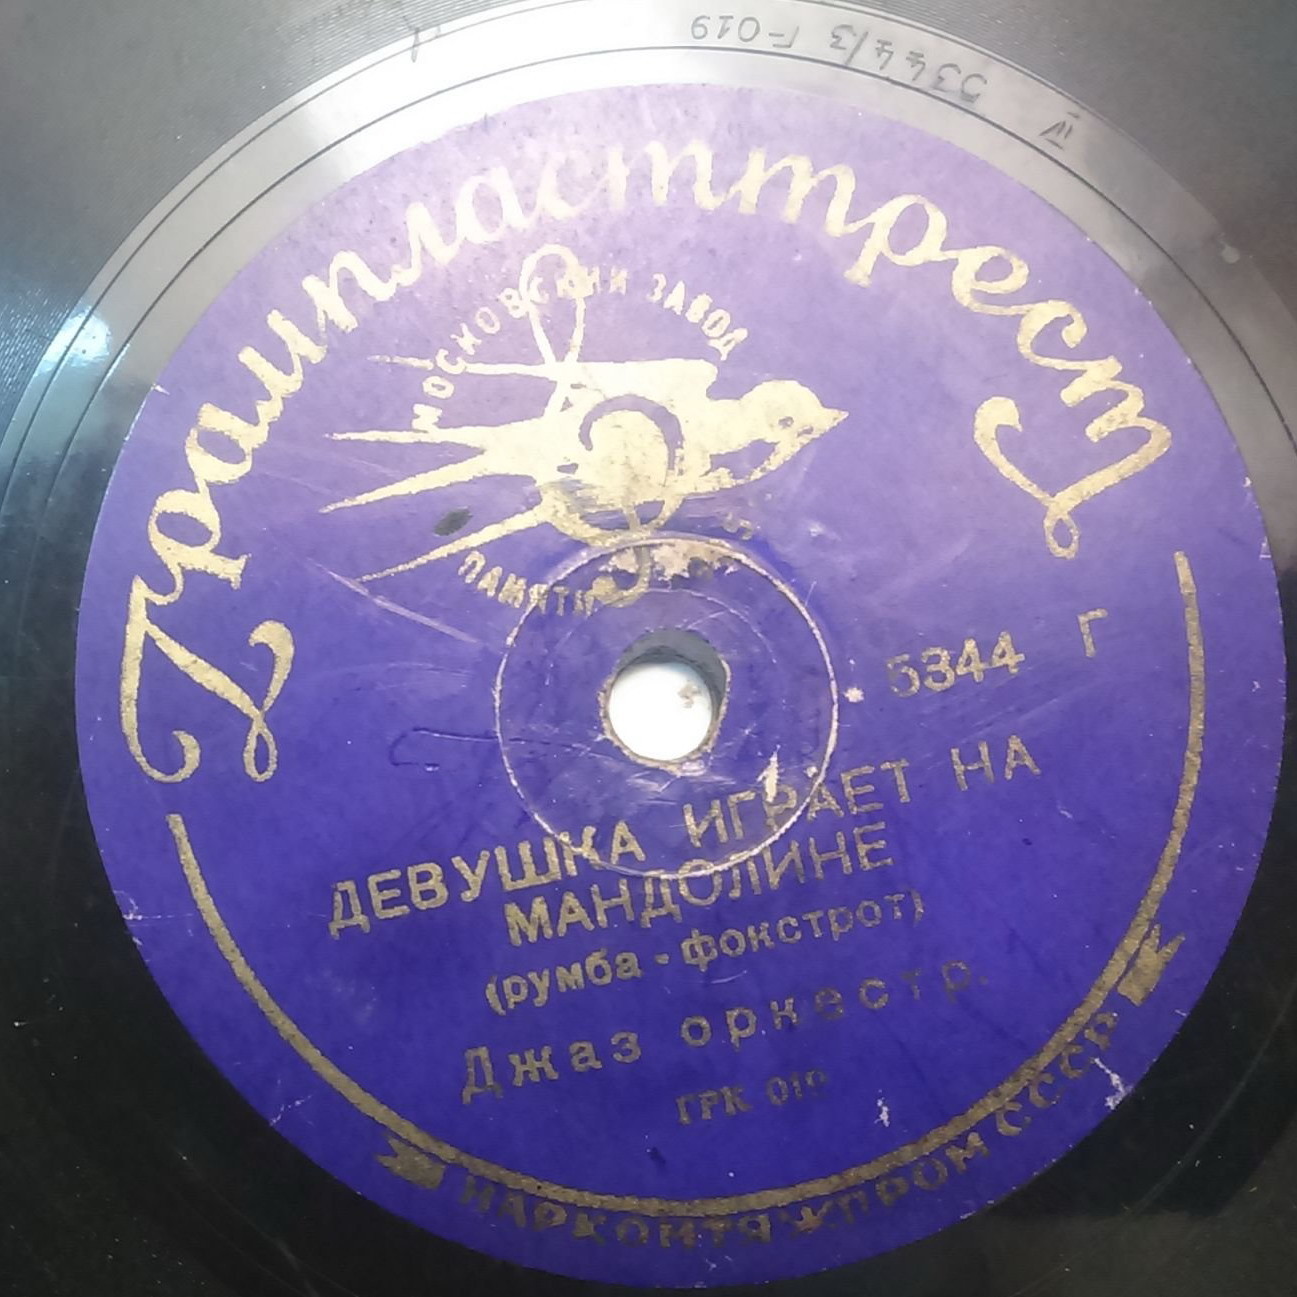 5344/3 Г-019
IV
Грампласттрест
МОСКОВСКИЙ ЗАВОД
ПАМЯТИ
5344 Г
ДЕВУШКА ИГРАЕТ НА
МАНДОЛИНЕ
(румба - фокстрот)
Джаз оркестр.
ГРК 019
НАРКОМТЯЖПРОМ СССР